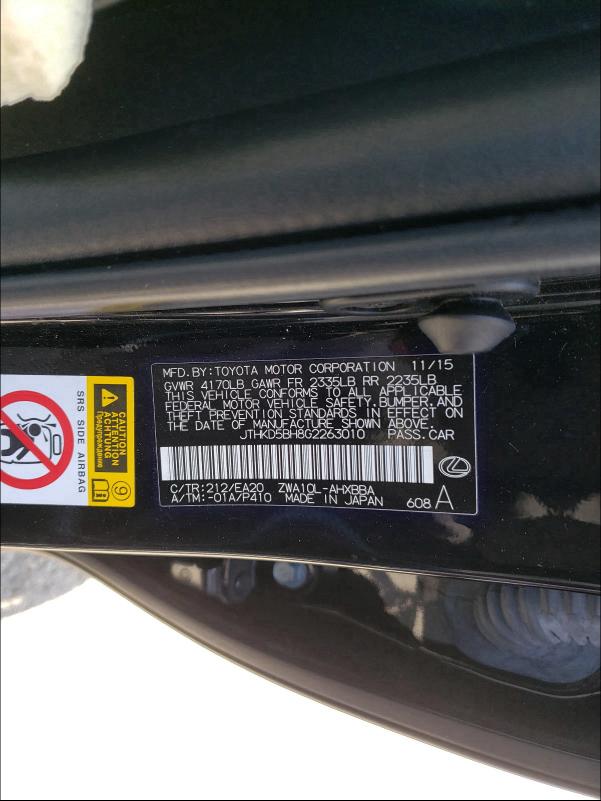 MFD. BY:TOYOTA MOTOR CORPORATION 11/15
GVWR 4170LB GAWR FR 2335LB RR 2235LB
THIS VEHICLE CONFORMS TO ALL APPLICABLE
FEDERAL MOTOR VEHICLE SAFETY,BUMPER,AND
THEFT PREVENTION STANDARDS IN EFFECT ON
THE DATE OF MANUFACTURE SHOWN ABOVE.
JTHKD5BH8G2263010 PASS.CAR
C/TR:212/EA20 ZWA10L-AHXBBA
A/TM:-01A/P410 MADE IN JAPAN 608 A
SRS SIDE AIRBAG
CAUTION
ATTENTION
ACHTUNG
Предупреждение
9